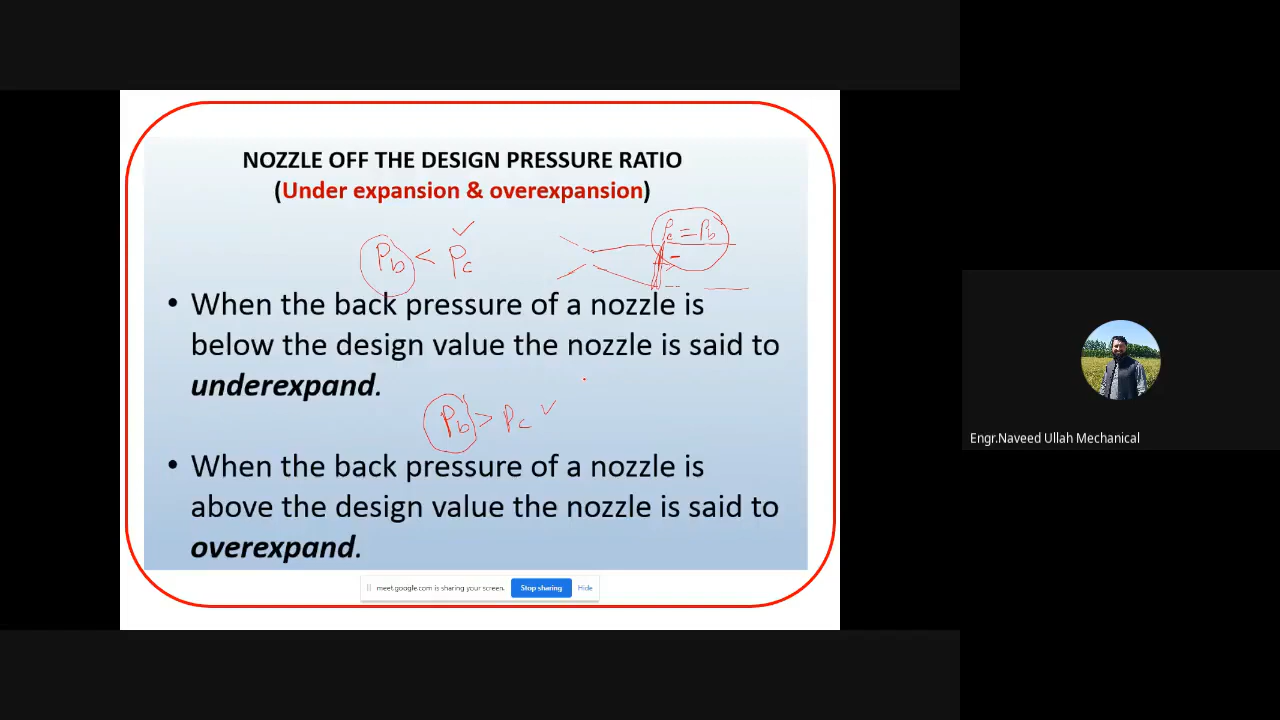 NOZZLE OFF THE DESIGN PRESSURE RATIO
(Under expansion & overexpansion)
Pc = Pb
Pb < Pc ✓
• When the back pressure of a nozzle is
below the design value the nozzle is said to
underexpand.
Pb > Pc ✓
• When the back pressure of a nozzle is
above the design value the nozzle is said to
overexpand.
meet.google.com is sharing your screen. Stop sharing Hide
Engr.Naveed Ullah Mechanical